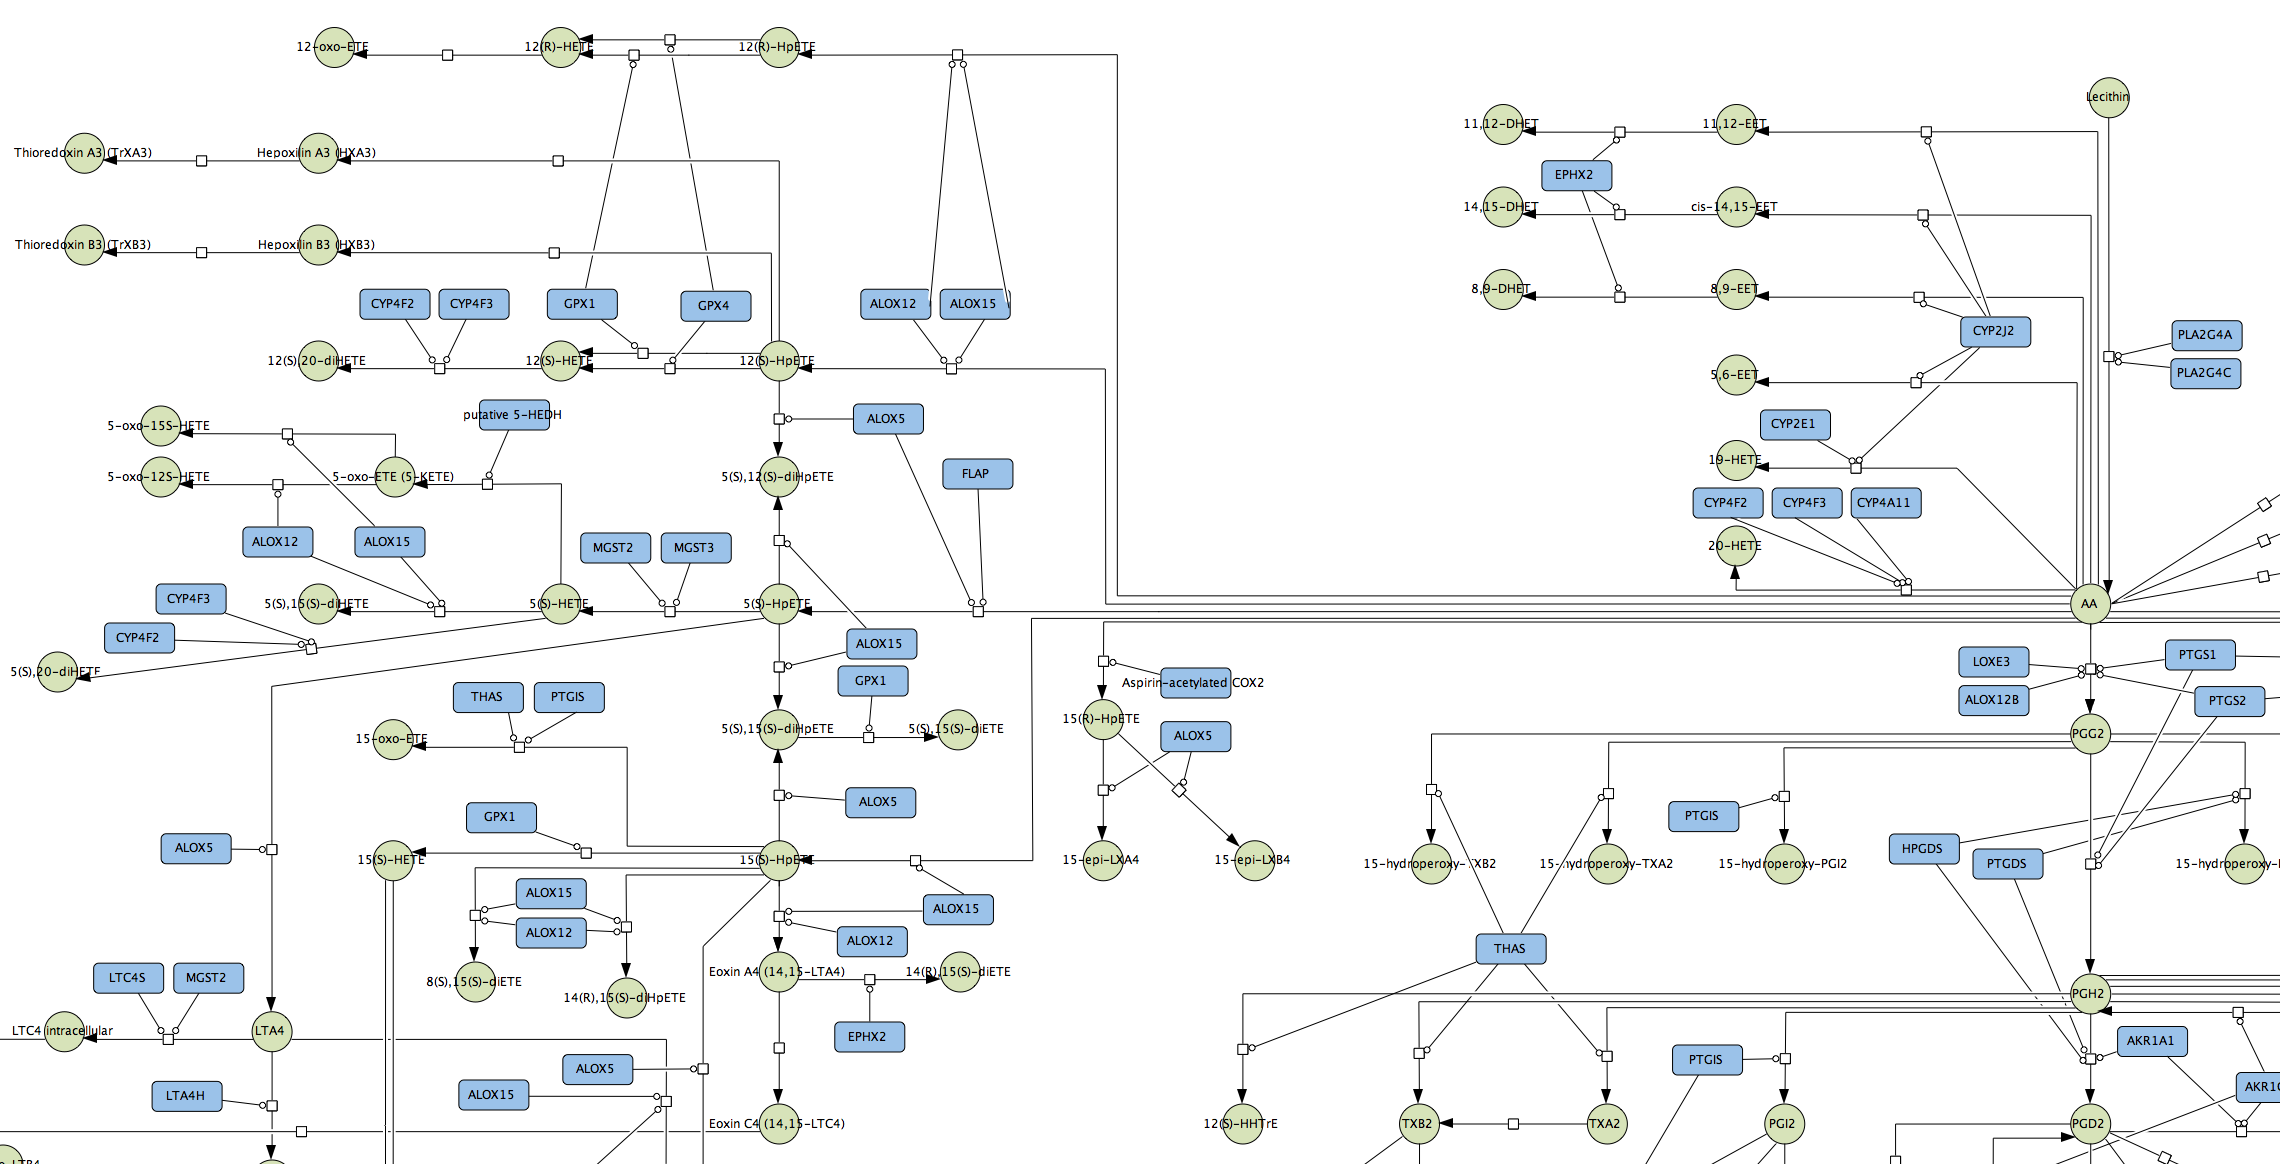 12-oxo-ETE
12(R)-HETE
12(R)-HpETE
Lecithin
11,12-DHET
11,12-EET
Thioredoxin A3 (TrXA3)
Hepoxilin A3 (HXA3)
EPHX2
14,15-DHET
cis-14,15-EET
Thioredoxin B3 (TrXB3)
Hepoxilin B3 (HXB3)
8,9-DHET
8,9-EET
CYP4F2
CYP4F3
GPX1
GPX4
ALOX12
ALOX15
CYP2J2
PLA2G4A
PLA2G4C
12(S),20-diHETE
12(S)-HETE
12(S)-HpETE
5,6-EET
putative 5-HEDH
ALOX5
CYP2E1
5-oxo-15S-HETE
19-HETE
5-oxo-12S-HETE
5-oxo-ETE (5-KETE)
5(S),12(S)-diHpETE
FLAP
CYP4F2
CYP4F3
CYP4A11
ALOX12
ALOX15
MGST2
MGST3
20-HETE
CYP4F3
5(S),15(S)-diHETE
5(S)-HETE
5(S)-HpETE
AA
CYP4F2
ALOX15
5(S),20-diHETE
GPX1
Aspirin-acetylated COX2
LOXE3
PTGS1
THAS
PTGIS
ALOX12B
PTGS2
15-oxo-ETE
5(S),15(S)-diHpETE
5(S),15(S)-diETE
15(R)-HpETE
ALOX5
PGG2
GPX1
ALOX5
PTGIS
ALOX5
15(S)-HETE
15(S)-HpETE
15-epi-LXA4
15-epi-LXB4
15-hydroperoxy-TXB2
15-hydroperoxy-TXA2
15-hydroperoxy-PGI2
HPGDS
PTGDS
15-hydroperoxy-
ALOX15
ALOX12
ALOX15
ALOX12
THAS
LTC4S
MGST2
8(S),15(S)-diETE
14(R),15(S)-diHpETE
Eoxin A4 (14,15-LTA4)
14(R),15(S)-diETE
PGH2
LTC4 intracellular
LTA4
EPHX2
AKR1A1
ALOX5
PTGIS
LTA4H
ALOX15
AKR1C
Eoxin C4 (14,15-LTC4)
12(S)-HHTrE
TXB2
TXA2
PGI2
PGD2